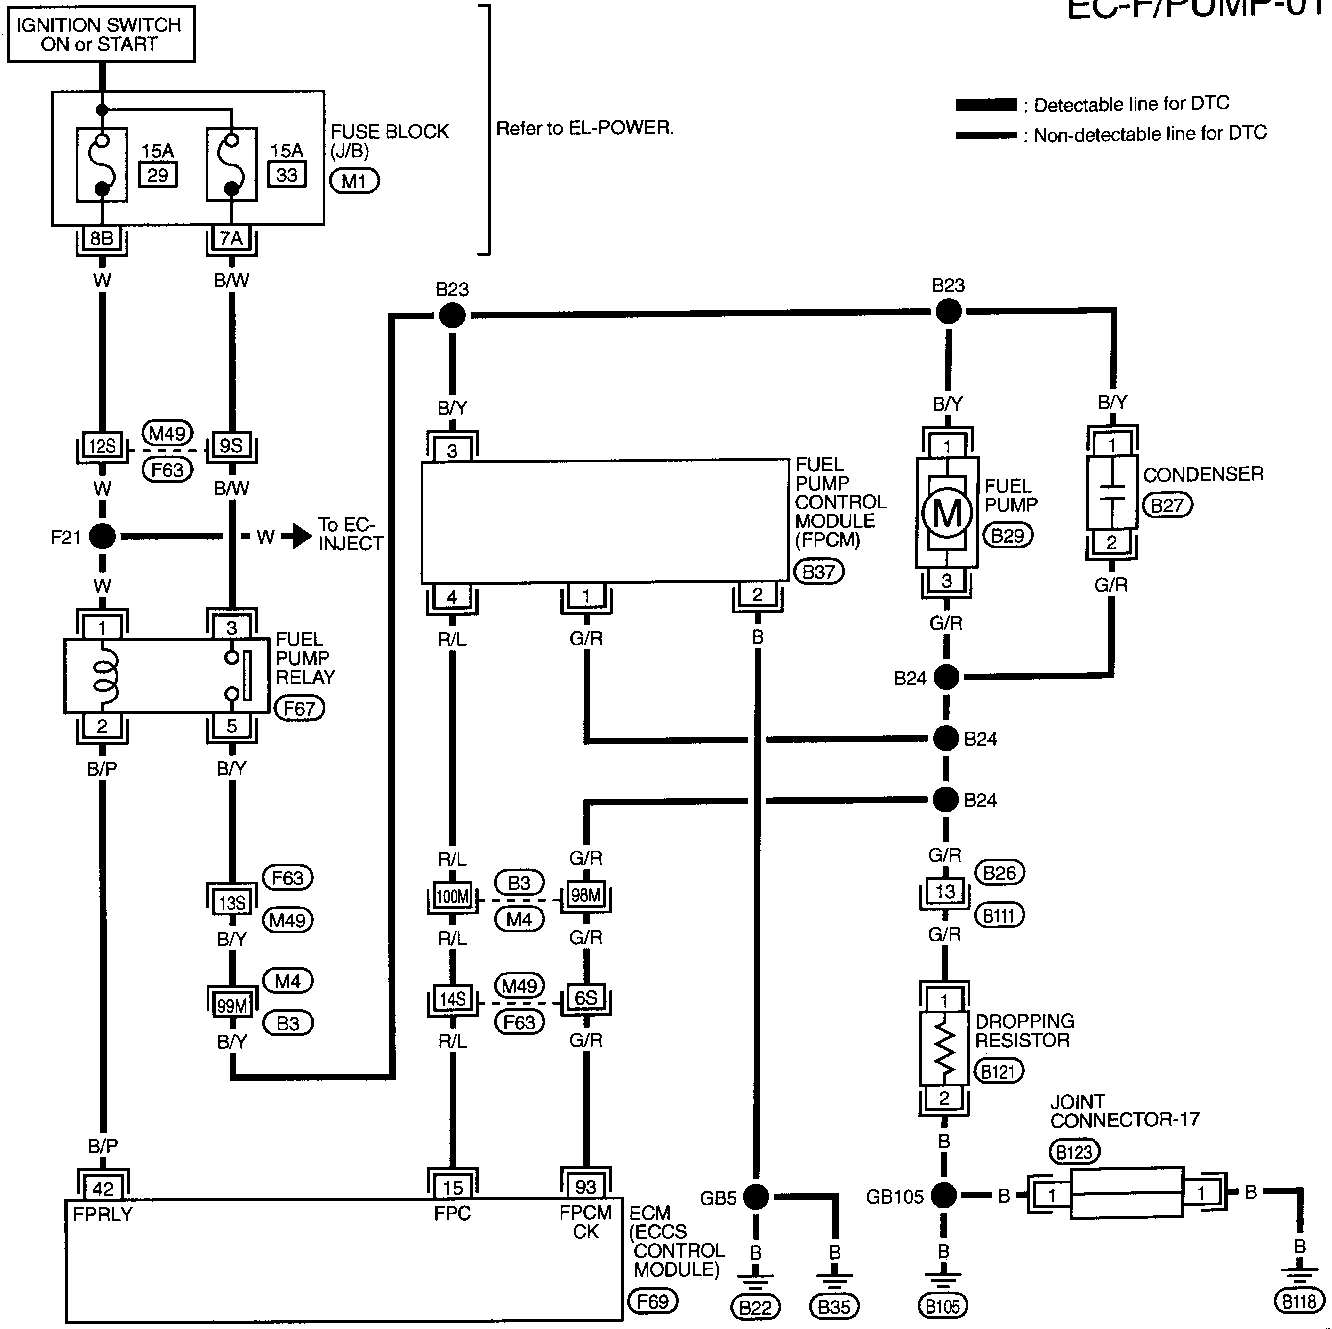 EC-F/PUMP-01
IGNITION SWITCH
ON or START
: Detectable line for DTC
: Non-detectable line for DTC
Refer to EL-POWER.
15A
29
15A
33
FUSE BLOCK
(J/B)
M1
8B
7A
W
B/W
B23
B23
B/Y
B/Y
B/Y
12S
M49
F63
9S
W
B/W
3
1
1
F21
W
To EC-
INJECT
FUEL
PUMP
CONTROL
MODULE
(FPCM)
B37
M
FUEL
PUMP
B29
CONDENSER
B27
W
1
3
4
1
2
3
2
FUEL
PUMP
RELAY
F67
R/L
G/R
B
G/R
G/R
2
5
B24
B/P
B/Y
B24
B24
R/L
G/R
G/R
13S
F63
M49
100M
B3
M4
98M
13
B26
B111
B/Y
R/L
G/R
G/R
99M
M4
B3
14S
M49
F63
6S
1
B/Y
R/L
G/R
DROPPING
RESISTOR
B121
2
B
JOINT
CONNECTOR-17
B123
B/P
42
15
93
GB5
GB105
B
1
1
B
FPRLY
FPC
FPCM
CK
ECM
(ECCS
CONTROL
MODULE)
F69
B
B
B
B
B22
B35
B105
B118